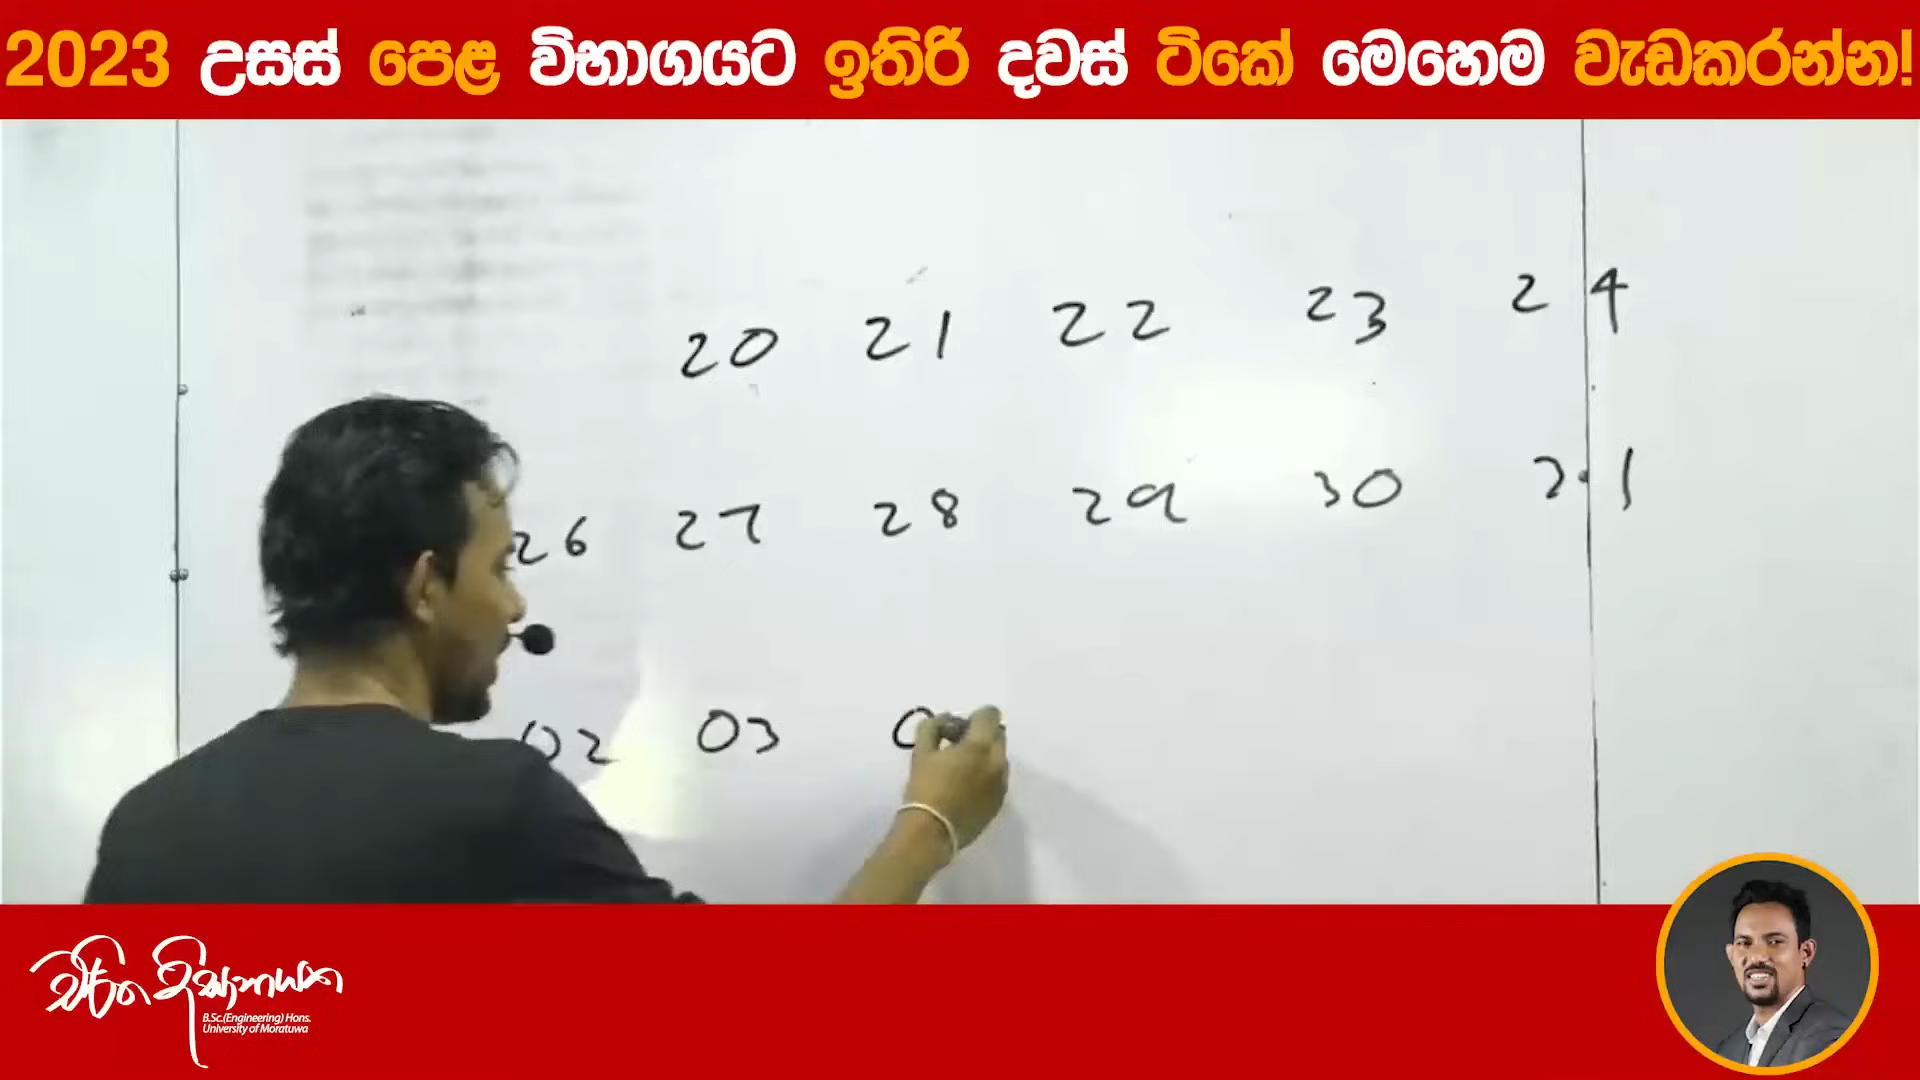 2023 උසස් පෙළ විභාගයට ඉතිරි දවස් ටිකේ මෙහෙම වැඩකරන්න!
20 21 22 23 24
26 27 28 29 30 31
02 03 0
B.Sc.(Engineering) Hons.
University of Moratuwa